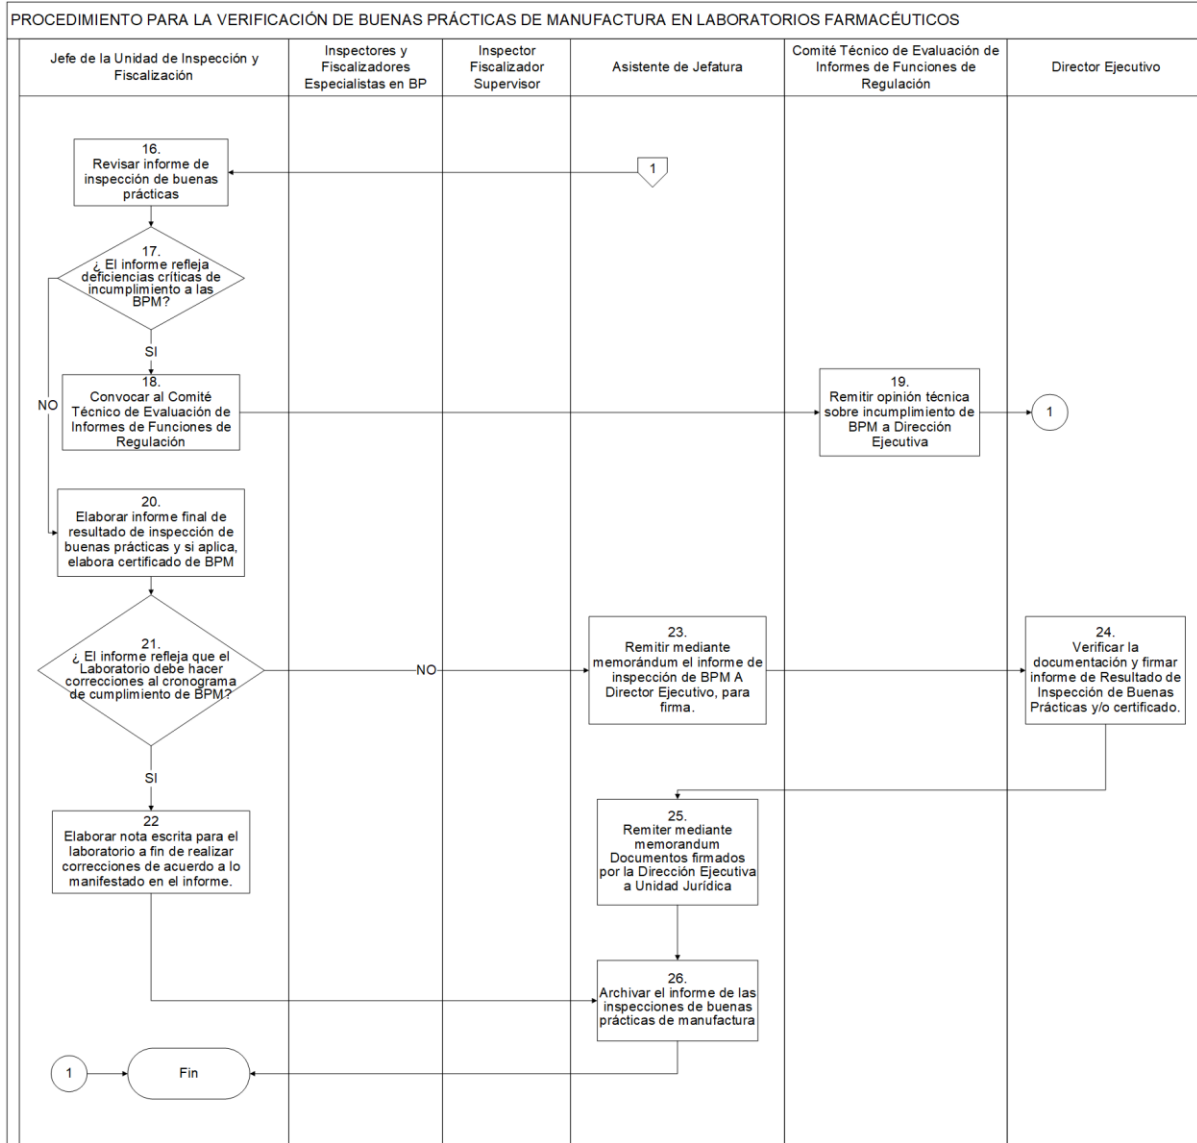 PROCEDIMIENTO PARA LA VERIFICACIÓN DE BUENAS PRÁCTICAS DE MANUFACTURA EN LABORATORIOS FARMACÉUTICOS
Jefe de la Unidad de Inspección y
Fiscalización
Inspectores y
Fiscalizadores
Especialistas en BP
Inspector
Fiscalizador
Supervisor
Asistente de Jefatura
Comité Técnico de Evaluación de
Informes de Funciones de
Regulación
Director Ejecutivo
16.
Revisar informe de
inspección de buenas
prácticas
1
17.
¿ El informe refleja
deficiencias críticas de
incumplimiento a las
BPM?
SI
NO
18.
Convocar al Comité
Técnico de Evaluación de
Informes de Funciones de
Regulación
19.
Remitir opinión técnica
sobre incumplimiento de
BPM a Dirección
Ejecutiva
1
20.
Elaborar informe final de
resultado de inspección de
buenas prácticas y si aplica,
elabora certificado de BPM
21.
¿ El informe refleja que el
Laboratorio debe hacer
correcciones al cronograma
de cumplimiento de BPM?
NO
23.
Remitir mediante
memorándum el informe de
inspección de BPM A
Director Ejecutivo, para
firma.
24.
Verificar la
documentación y firmar
informe de Resultado de
Inspección de Buenas
Prácticas y/o certificado.
SI
22
Elaborar nota escrita para el
laboratorio a fin de realizar
correcciones de acuerdo a lo
manifestado en el informe.
25.
Remiter mediante
memorandum
Documentos firmados
por la Dirección Ejecutiva
a Unidad Jurídica
26.
Archivar el informe de las
inspecciones de buenas
prácticas de manufactura
1
Fin